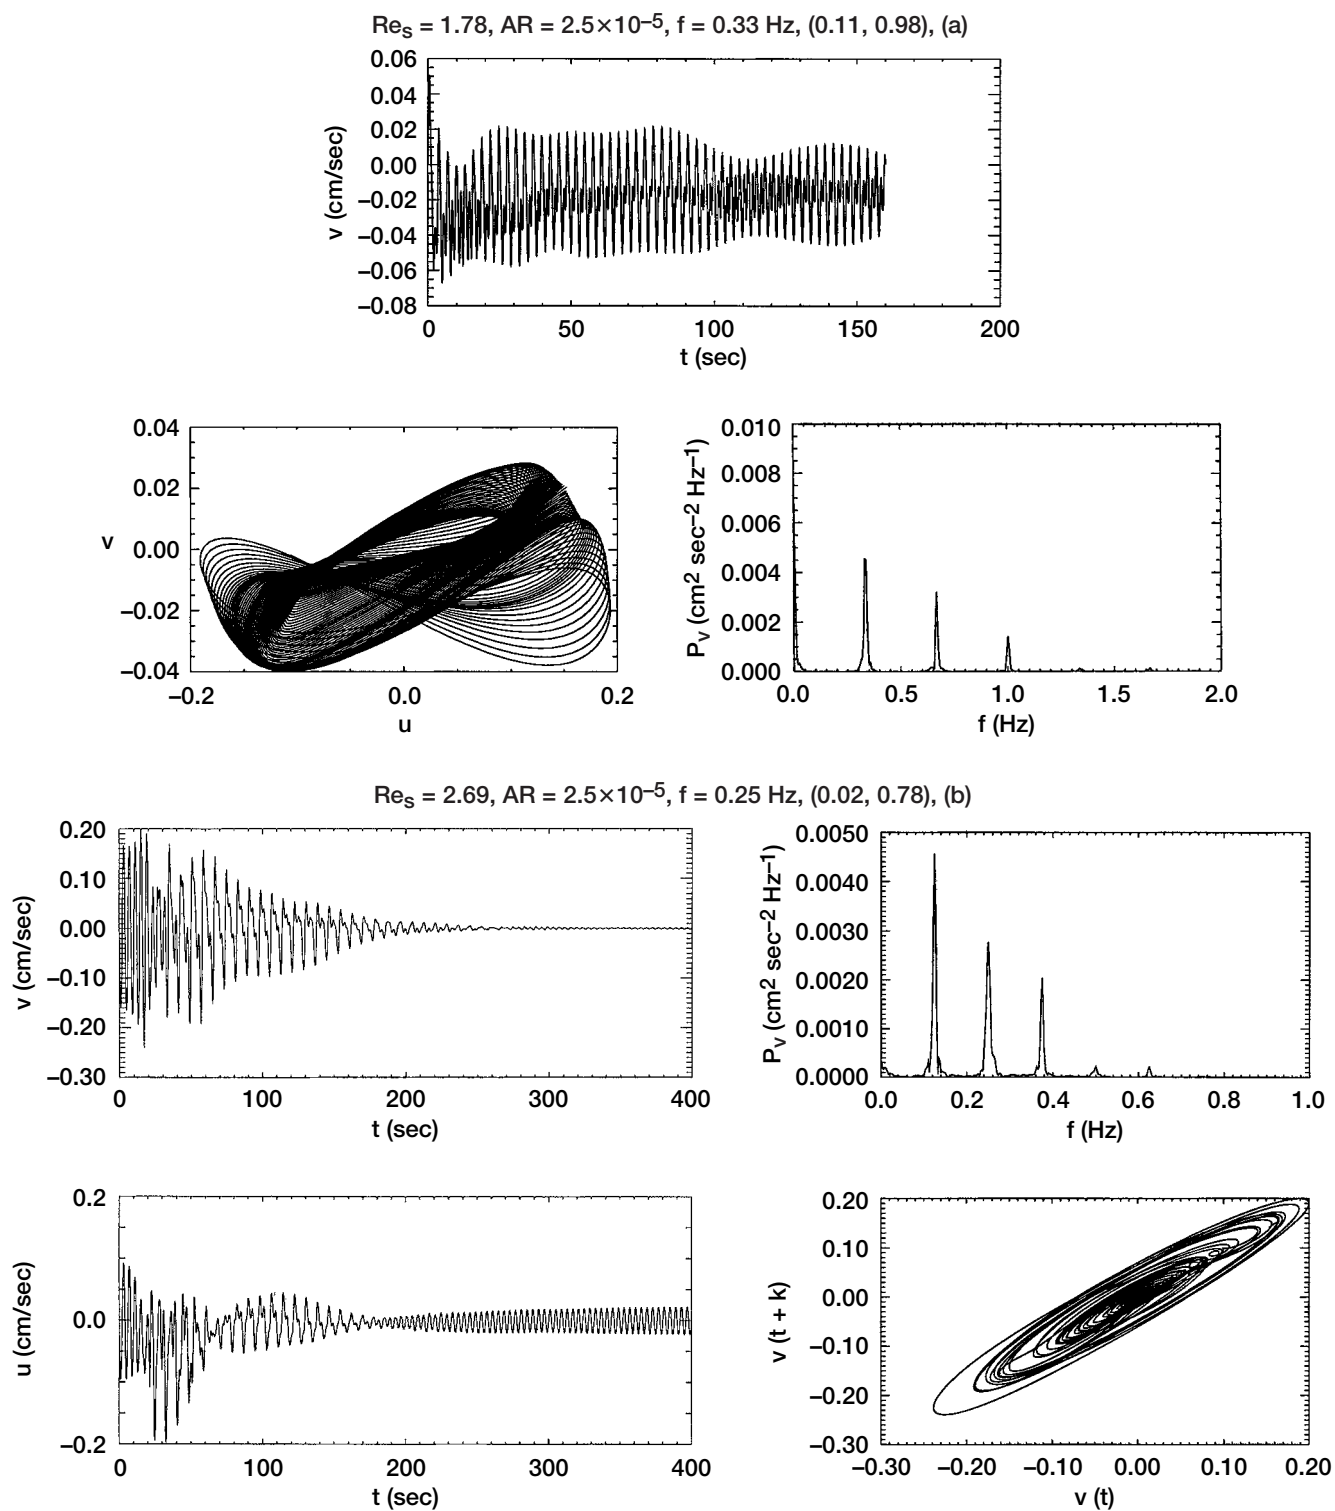 Re_S = 1.78, AR = 2.5×10^–5, f = 0.33 Hz, (0.11, 0.98), (a)
0.06
0.04
0.02
0.00
–0.02
–0.04
–0.06
–0.08
v (cm/sec)
0 50 100 150 200
t (sec)
0.04
0.02
0.00
–0.02
–0.04
v
–0.2 0.0 0.2
u
0.010
0.008
0.006
0.004
0.002
0.000
P_v (cm² sec^–2 Hz^–1)
0.0 0.5 1.0 1.5 2.0
f (Hz)
Re_S = 2.69, AR = 2.5×10^–5, f = 0.25 Hz, (0.02, 0.78), (b)
0.20
0.10
0.00
–0.10
–0.20
–0.30
v (cm/sec)
0 100 200 300 400
t (sec)
0.0050
0.0040
0.0030
0.0020
0.0010
0.0000
P_v (cm² sec^–2 Hz^–1)
0.0 0.2 0.4 0.6 0.8 1.0
f (Hz)
0.2
0.0
–0.2
u (cm/sec)
0 100 200 300 400
t (sec)
0.20
0.10
0.00
–0.10
–0.20
–0.30
v (t + k)
–0.30 –0.20 –0.10 0.00 0.10 0.20
v (t)